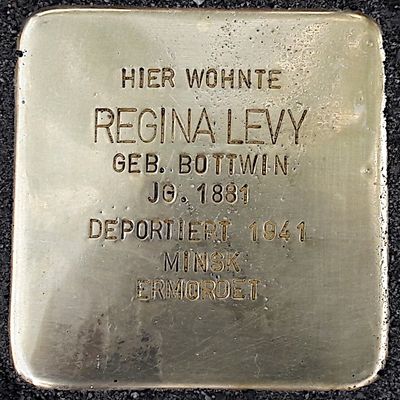 HIER WOHNTE
REGINA LEVY
GEB. BOTTWIN
JG. 1881
DEPORTIERT 1941
MINSK
ERMORDET